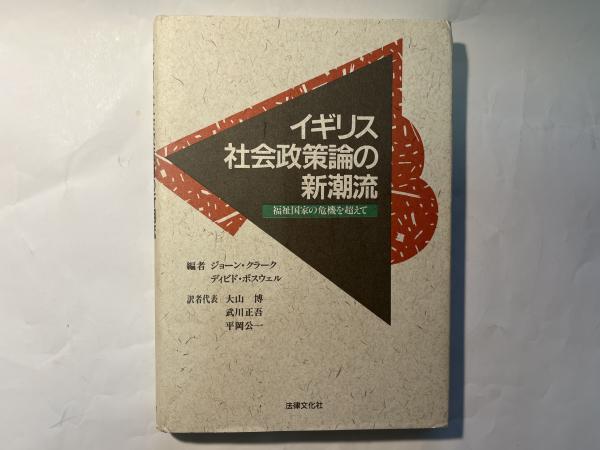 イギリス
社会政策論の
新潮流
福祉国家の危機を超えて
編者 ジョーン・クラーク
ディビド・ボスウェル
訳者代表 大山 博
武川正吾
平岡公一
法律文化社